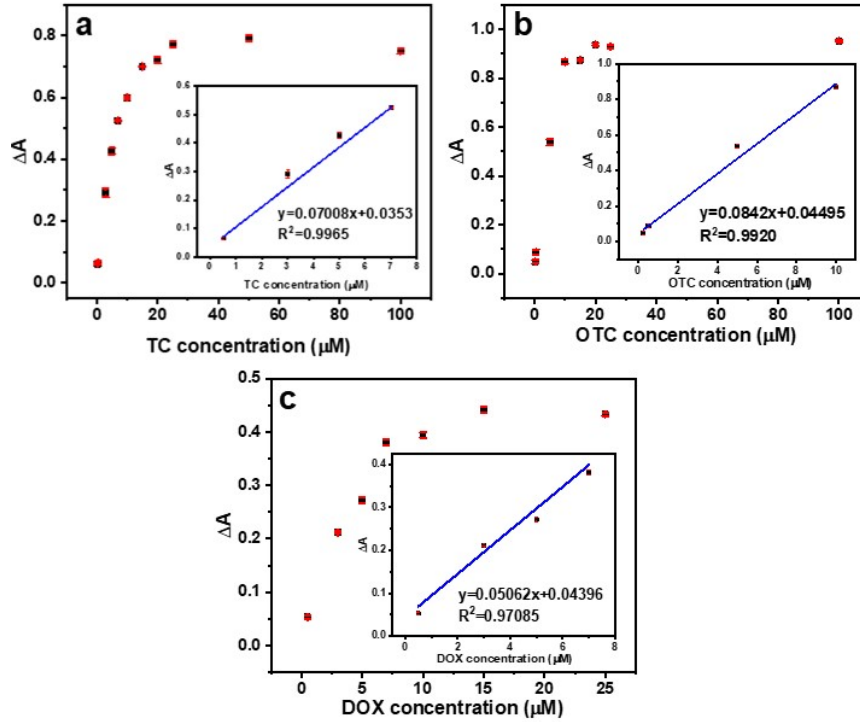 a
ΔA
0.8
0.6
0.4
0.2
0.0
0 20 40 60 80 100
TC concentration (μM)
ΔA
0.6
0.5
0.4
0.3
0.2
0.1
0.0
0 1 2 3 4 5 6 7 8
TC concentration (μM)
y=0.07008x+0.0353
R²=0.9965
b
ΔA
1.0
0.8
0.6
0.4
0.2
0.0
0 20 40 60 80 100
OTC concentration (μM)
ΔA
1.0
0.8
0.6
0.4
0.2
0.0
0 2 4 6 8 10
OTC concentration (μM)
y=0.0842x+0.04495
R²=0.9920
c
ΔA
0.5
0.4
0.3
0.2
0.1
0.0
0 5 10 15 20 25
DOX concentration (μM)
ΔA
0.4
0.3
0.2
0.1
0.0
0 2 4 6 8
DOX concentration (μM)
y=0.05062x+0.04396
R²=0.97085